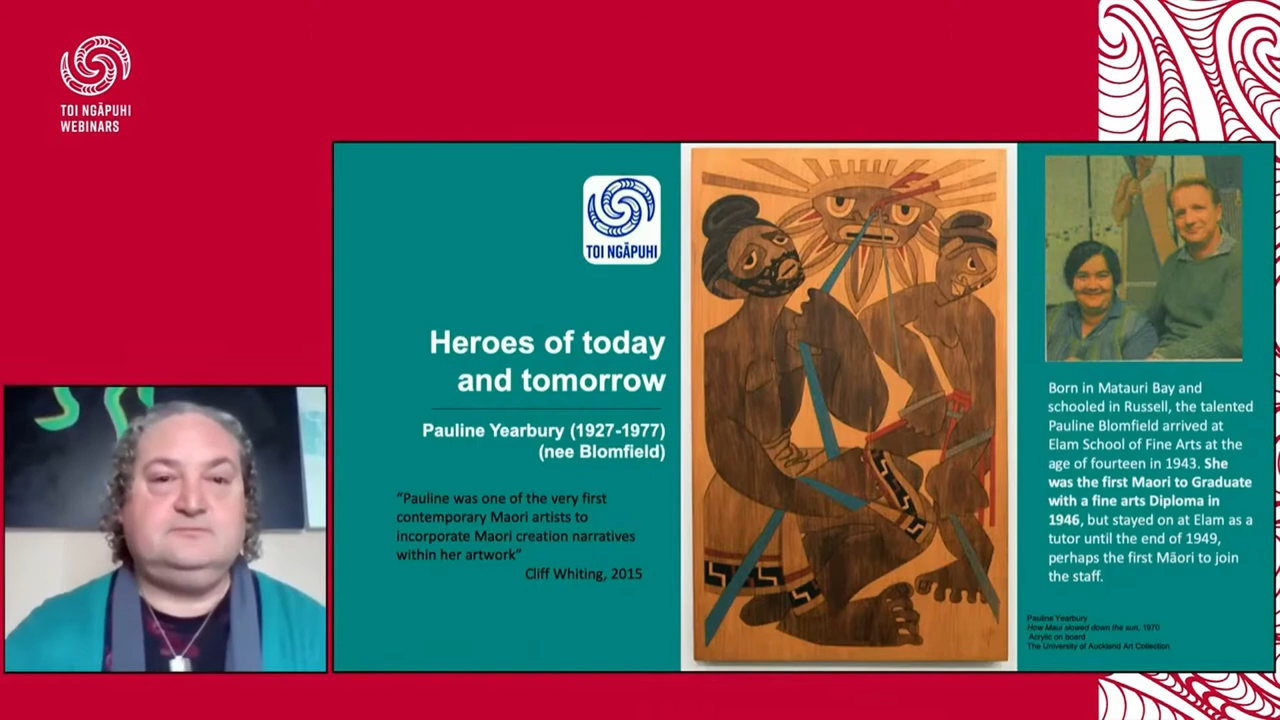 TOI NGĀPUHI
WEBINARS
TOI NGĀPUHI
Heroes of today
and tomorrow
Pauline Yearbury (1927-1977)
(nee Blomfield)
“Pauline was one of the very first
contemporary Maori artists to
incorporate Maori creation narratives
within her artwork”
Cliff Whiting, 2015
Born in Matauri Bay and
schooled in Russell, the talented
Pauline Blomfield arrived at
Elam School of Fine Arts at the
age of fourteen in 1943. She
was the first Maori to Graduate
with a fine arts Diploma in
1946, but stayed on at Elam as a
tutor until the end of 1949,
perhaps the first Māori to join
the staff.
Pauline Yearbury
How Maui slowed down the sun, 1970
Acrylic on board
The University of Auckland Art Collection